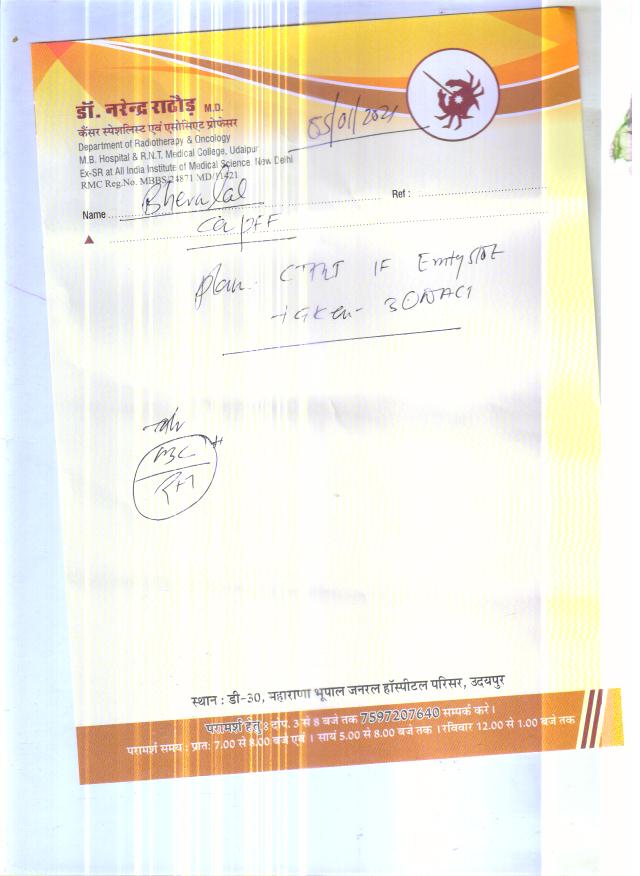 डॉ. नरेन्द्र राठौड़ M.D.
कैंसर स्पेशलिस्ट एवं एसोसिएट प्रोफेसर
Department of Radiotherapy & Oncology
M.B. Hospital & R.N.T. Medical College, Udaipur
Ex-SR at All India Institute of Medical Science New Delhi
RMC Reg.No. MBBS/24871 MD/11421
05/01/2021
Name Bherulal
Ref :
Ca
Plan.
IF
स्थान : डी-30, महाराणा भूपाल जनरल हॉस्पीटल परिसर, उदयपुर
परामर्श हेतु : दोप. 3 से 8 बजे तक 7597207640 सम्पर्क करे।
परामर्श समय : प्रात: 7.00 से 8.00 बजे एवं । सायं 5.00 से 8.00 बजे तक । रविवार 12.00 से 1.00 बजे तक